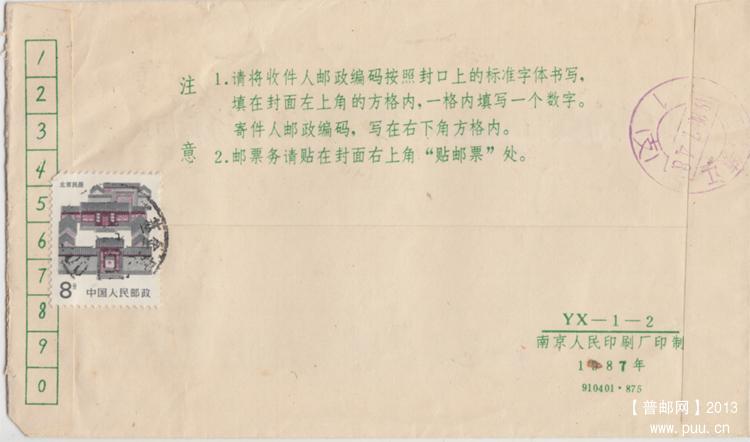 1
2
3
4
5
6
7
8
9
0
注意
1.请将收件人邮政编码按照封口上的标准字体书写，
填在封面左上角的方格内，一格内填写一个数字。
寄件人邮政编码，写在右下角方格内。
2.邮票务请贴在封面右上角“贴邮票”处。
北京民居
8分
中国人民邮政
YX－1－2
南京人民印刷厂印制
1987年
910401·875
【普邮网】2013
www.puu.cn